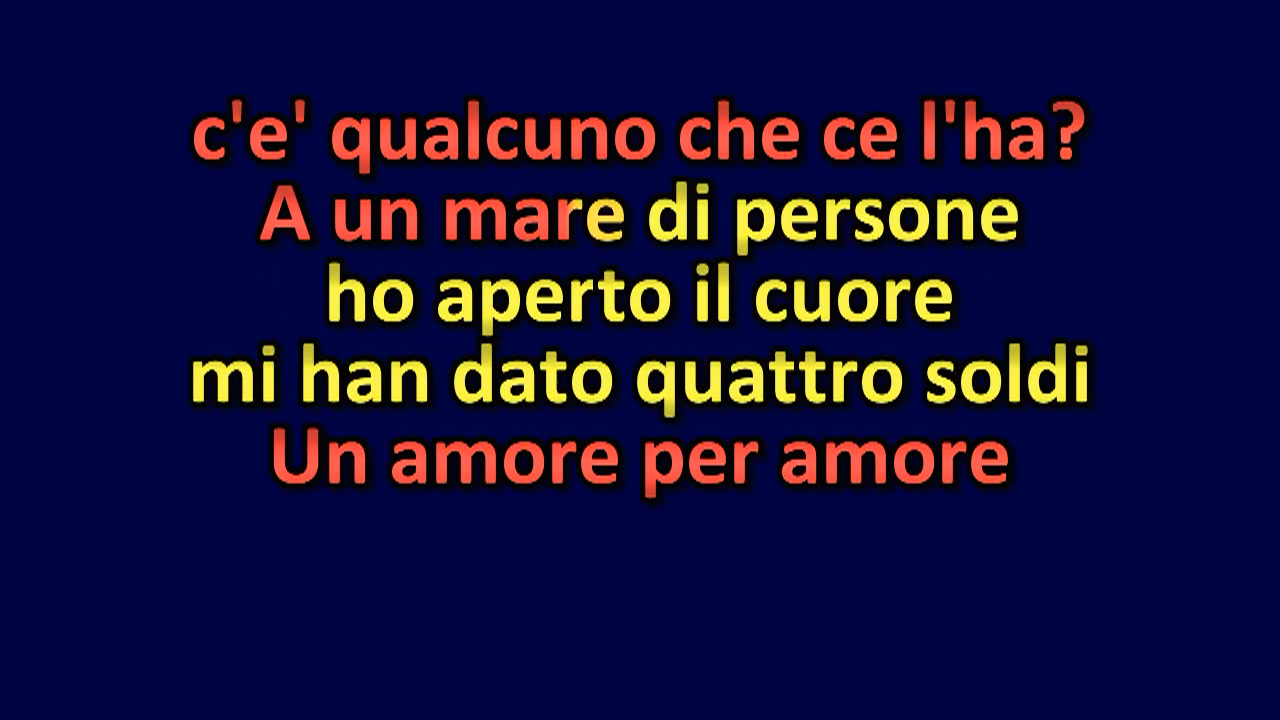 c'e' qualcuno che ce l'ha?
A un mare di persone
ho aperto il cuore
mi han dato quattro soldi
Un amore per amore